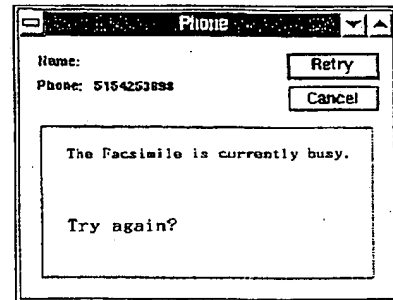 Phone
Name:
Retry
Phone: 5154253898
Cancel
The Facsimile is currently busy.
Try again?